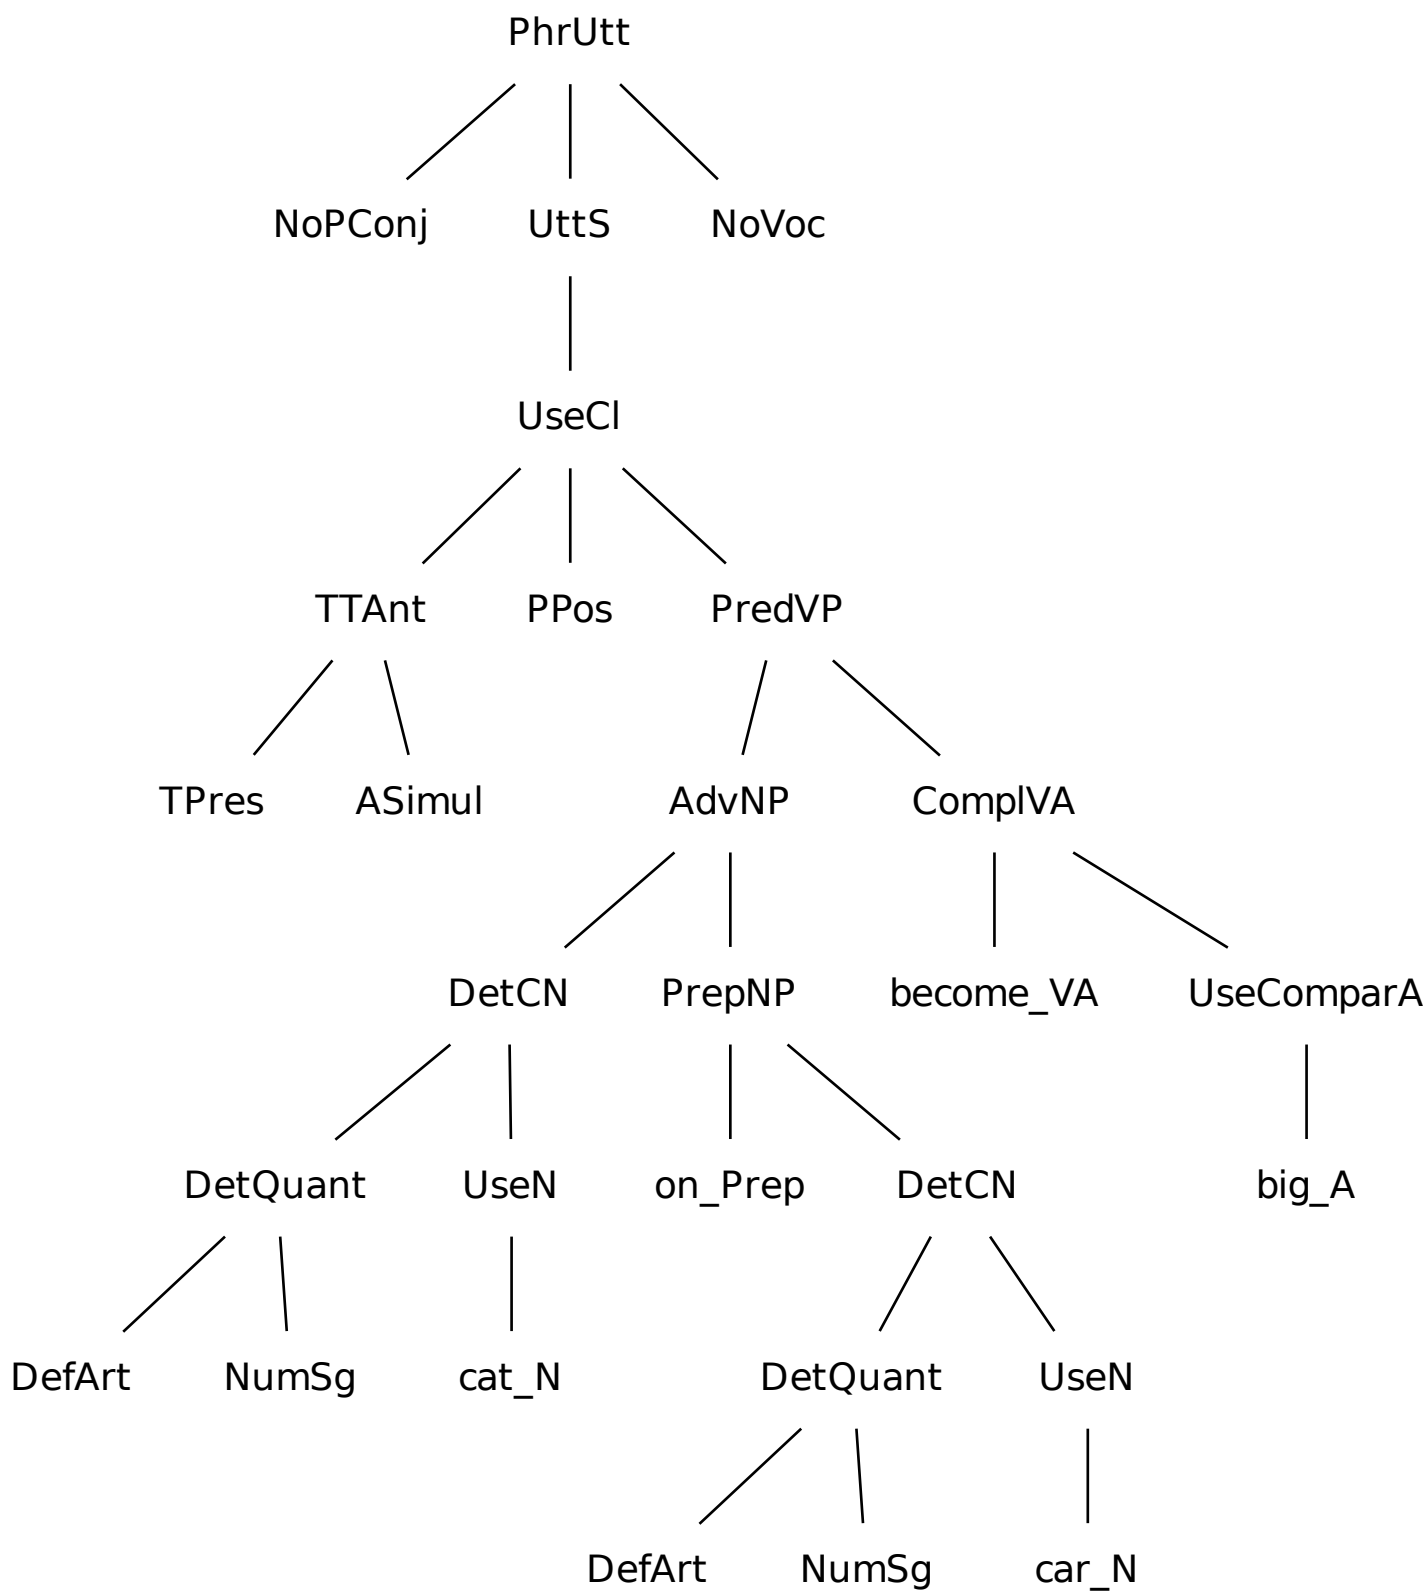 PhrUtt
NoPConj UttS NoVoc
UseCl
TTAnt PPos PredVP
TPres ASimul AdvNP ComplVA
DetCN PrepNP become_VA UseComparA
DetQuant UseN on_Prep DetCN big_A
DefArt NumSg cat_N DetQuant UseN
DefArt NumSg car_N